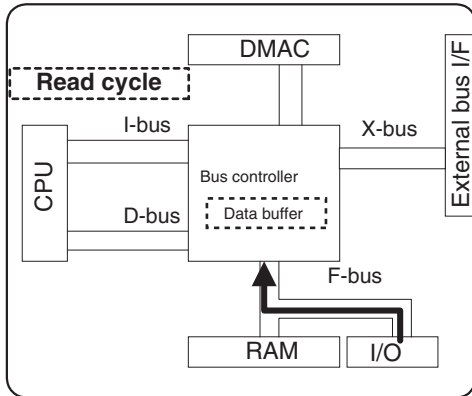 DMAC
Read cycle
External bus I/F
I-bus
X-bus
CPU
Bus controller
Data buffer
D-bus
F-bus
RAM
I/O